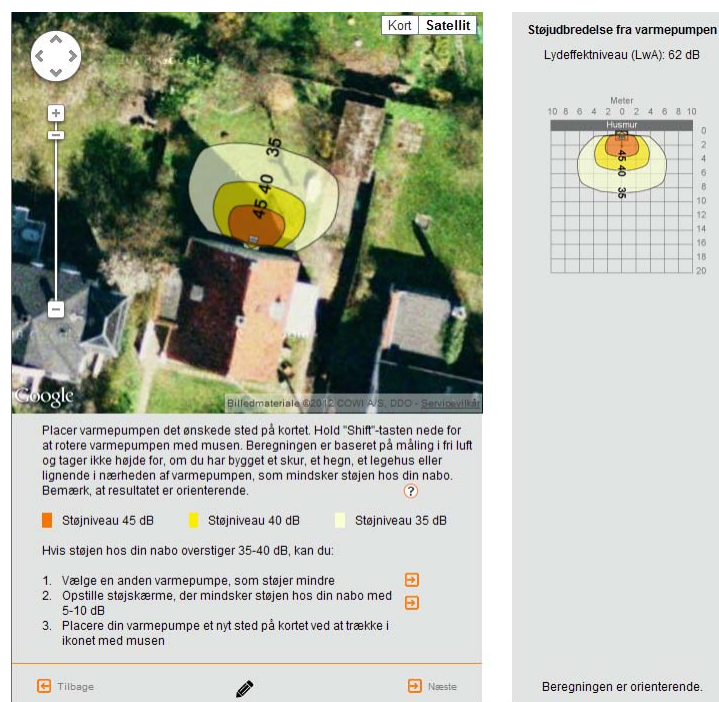 Kort Satellit
35
40
45
Google
Billedmateriale ©2012 COWI A/S, DDO - Servicevilkår
Placer varmepumpen det ønskede sted på kortet. Hold "Shift"-tasten nede for
at rotere varmepumpen med musen. Beregningen er baseret på måling i fri luft
og tager ikke højde for, om du har bygget et skur, et hegn, et legehus eller
lignende i nærheden af varmepumpen, som mindsker støjen hos din nabo.
Bemærk, at resultatet er orienterende. ?
Støjniveau 45 dB Støjniveau 40 dB Støjniveau 35 dB
Hvis støjen hos din nabo overstiger 35-40 dB, kan du:
1. Vælge en anden varmepumpe, som støjer mindre
2. Opstille støjskærme, der mindsker støjen hos din nabo med
5-10 dB
3. Placere din varmepumpe et nyt sted på kortet ved at trække i
ikonet med musen
Tilbage Næste
Støjudbredelse fra varmepumpen
Lydeffektniveau (LwA): 62 dB
Meter
10 8 6 4 2 0 2 4 6 8 10
Husmur
0
2
4
6
8
10
12
14
16
18
20
45
40
35
Beregningen er orienterende.